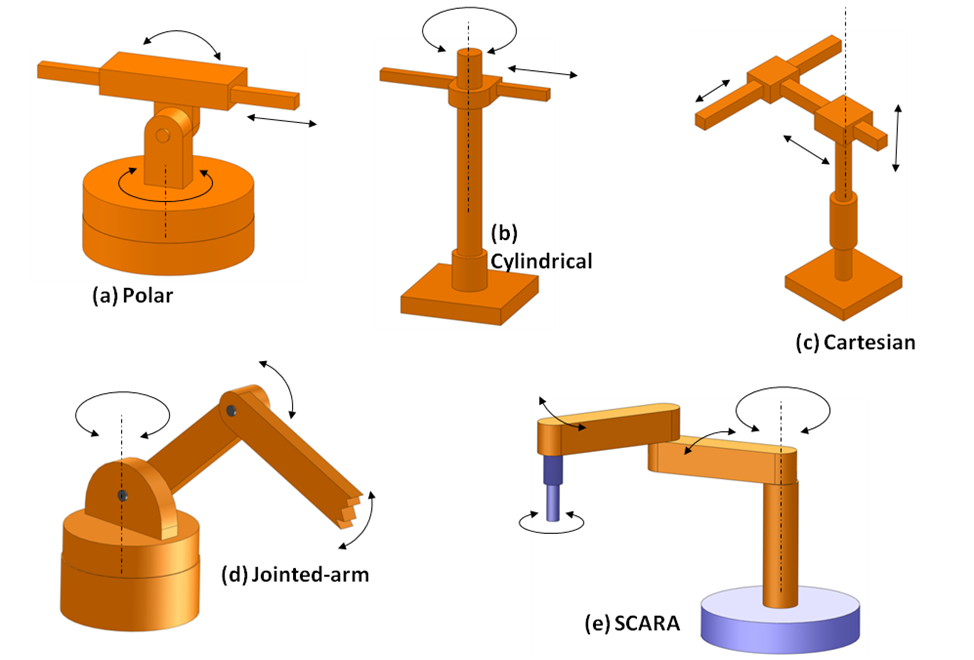 (a) Polar
(b)
Cylindrical
(c) Cartesian
(d) Jointed-arm
(e) SCARA